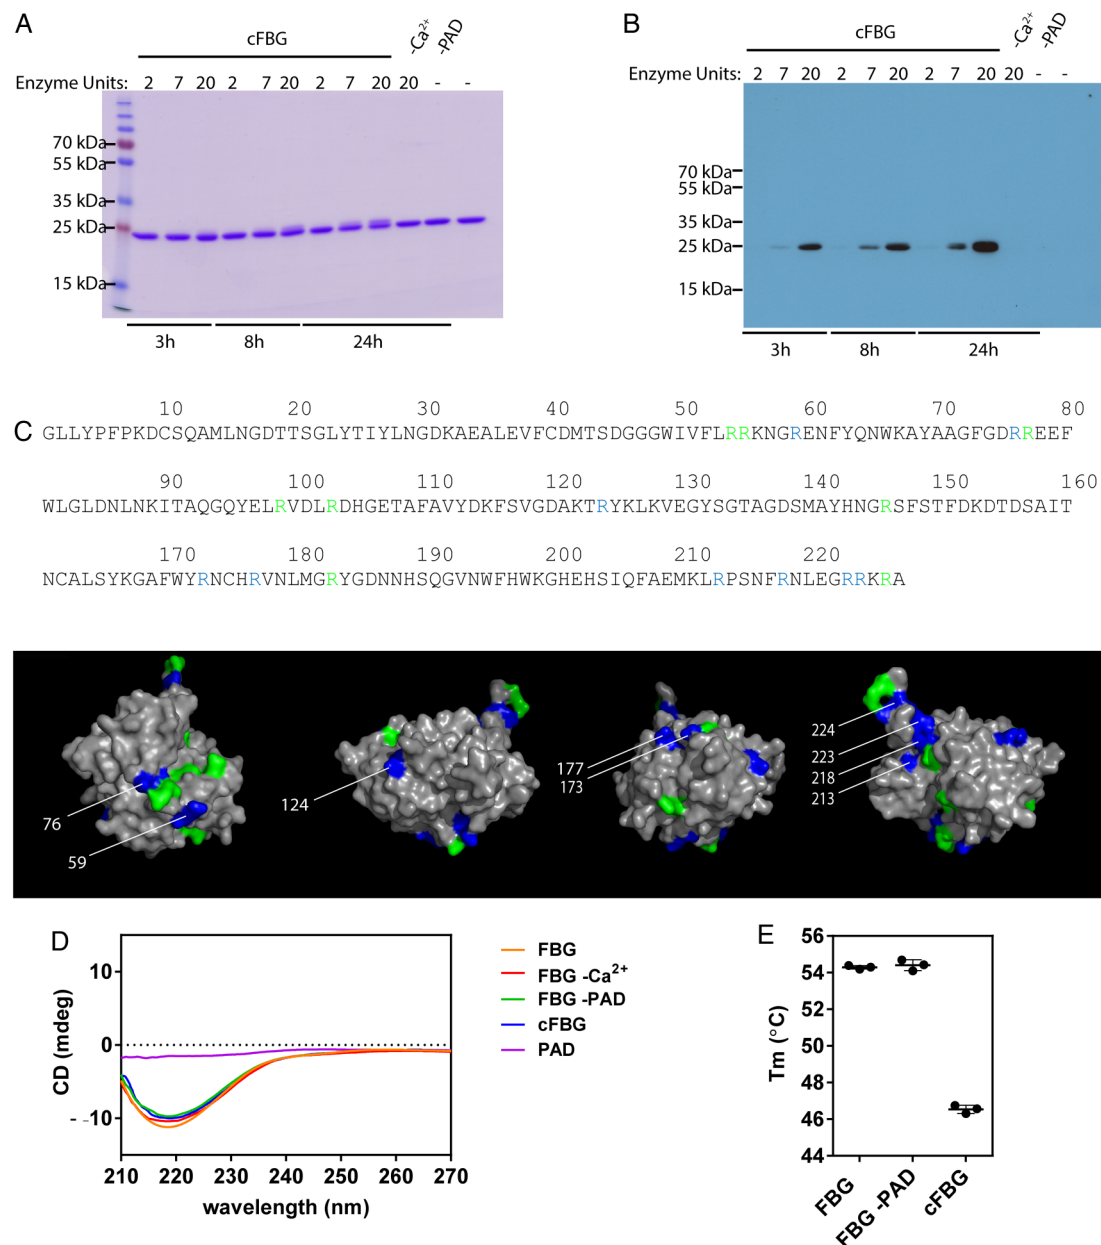 A
cFBG
-Ca²⁺
-PAD
Enzyme Units: 2 7 20 2 7 20 2 7 20 20 - -
70 kDa
55 kDa
35 kDa
25 kDa
15 kDa
3h 8h 24h
B
cFBG
-Ca²⁺
-PAD
Enzyme Units: 2 7 20 2 7 20 2 7 20 20 - -
70 kDa
55 kDa
35 kDa
25 kDa
15 kDa
3h 8h 24h
C
10 20 30 40 50 60 70 80
GLLYPFPKDCSQAMLNGDTTSGLYTIYLNGDKAEALEVFCDMTSDGGGWIVFLRRKNGRENFYQNWKAYAAGFGDRREEF
90 100 110 120 130 140 150 160
WLGLDNLNKITAQGQYELRVDLRDHGETAFAVYDKFSVGDAKTRYKLKVEGYSGTAGDSMAYHNGRSFSTFDKDTDSAIT
170 180 190 200 210 220
NCALSYKGAFWYRNCHRVNLMGRYGDNNHSQGVNWFHWKGHEHSIQFAEMKLRPSNFRNLEGRRKRA
76
59
124
177
173
224
223
218
213
D
CD (mdeg)
10
0
- -10
210 220 230 240 250 260 270
wavelength (nm)
FBG
FBG -Ca²⁺
FBG -PAD
cFBG
PAD
E
Tm (°C)
56
54
52
50
48
46
44
FBG
FBG -PAD
cFBG